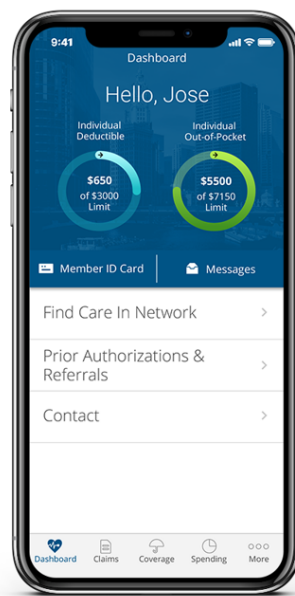 9:41
Dashboard
Hello, Jose
Individual
Deductible
$650
of $3000
Limit
Individual
Out-of-Pocket
$5500
of $7150
Limit
Member ID Card
Messages
Find Care In Network
Prior Authorizations &
Referrals
Contact
Dashboard
Claims
Coverage
Spending
More